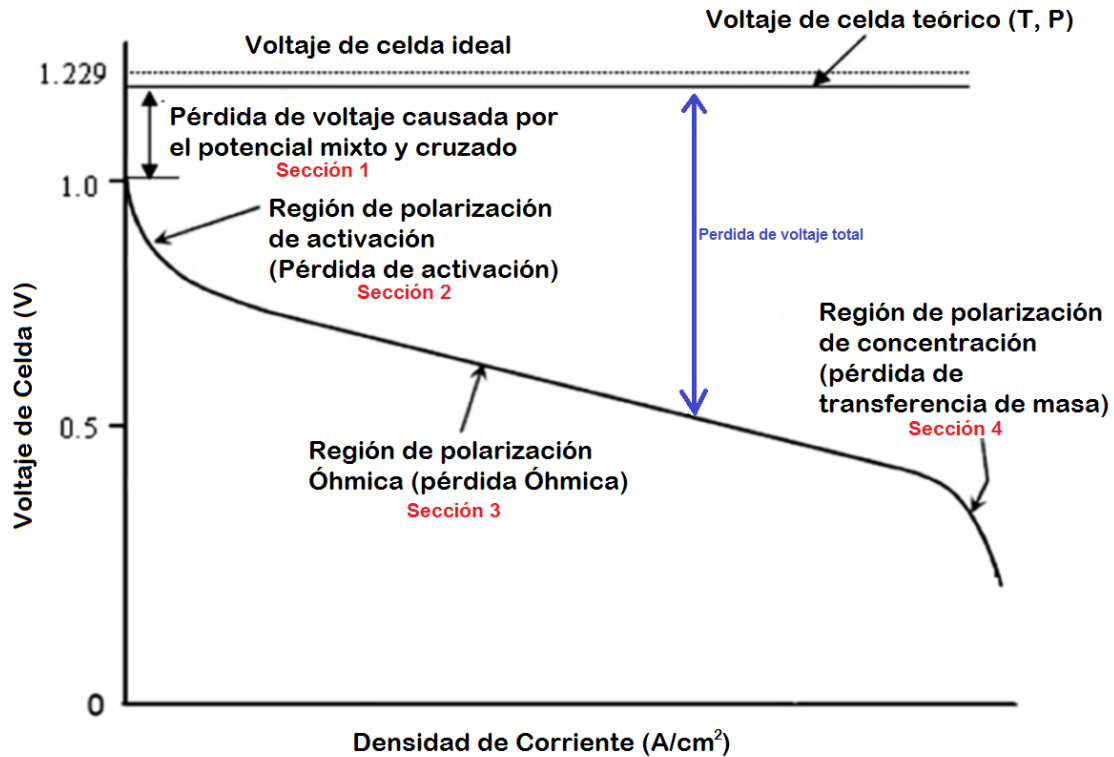 Voltaje de celda teórico (T, P)
Voltaje de celda ideal
1.229
Pérdida de voltaje causada por
el potencial mixto y cruzado
Sección 1
1.0
Región de polarización
de activación
(Pérdida de activación)
Sección 2
Perdida de voltaje total
Región de polarización
de concentración
(pérdida de
transferencia de masa)
Sección 4
0.5
Región de polarización
Óhmica (pérdida Óhmica)
Sección 3
Voltaje de Celda (V)
0
Densidad de Corriente (A/cm²)